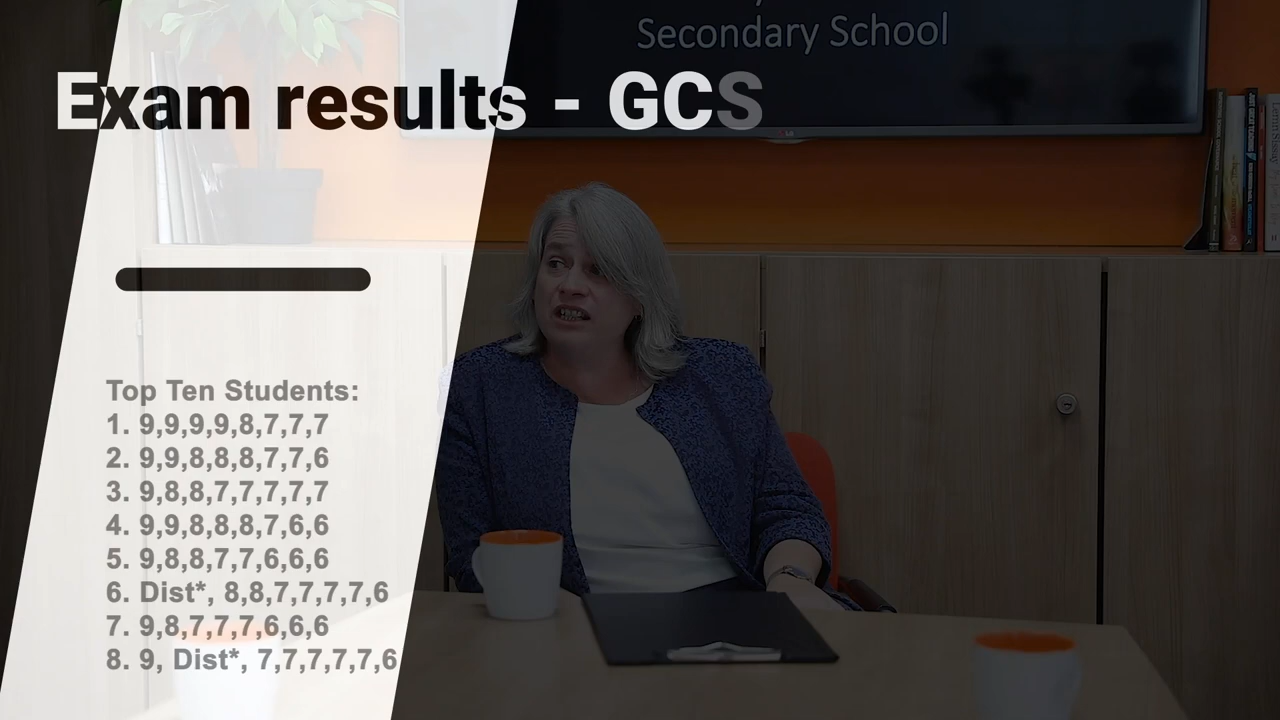 Secondary School
Exam results - GCS
LG
Top Ten Students:
1. 9,9,9,9,8,7,7,7
2. 9,9,8,8,8,7,7,6
3. 9,8,8,7,7,7,7,7
4. 9,9,8,8,8,7,6,6
5. 9,8,8,7,7,6,6,6
6. Dist*, 8,8,7,7,7,7,6
7. 9,8,7,7,7,6,6,6
8. 9, Dist*, 7,7,7,7,7,6